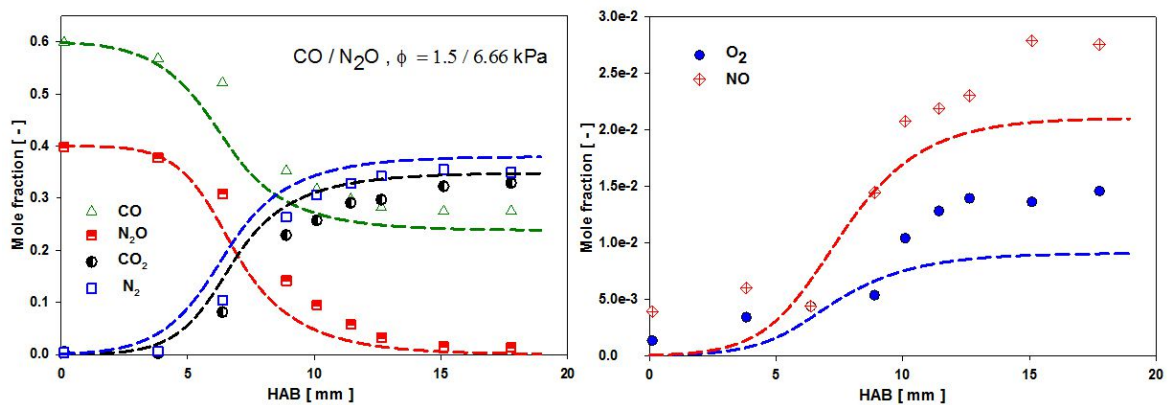 CO / N₂O , ϕ = 1.5 / 6.66 kPa
Mole fraction [ - ]
0.6
0.5
0.4
0.3
0.2
0.1
0.0
CO
N₂O
CO₂
N₂
0
5
10
15
20
HAB [ mm ]
O₂
NO
Mole fraction [ - ]
3.0e-2
2.5e-2
2.0e-2
1.5e-2
1.0e-2
5.0e-3
0.0
0
5
10
15
20
HAB [ mm ]